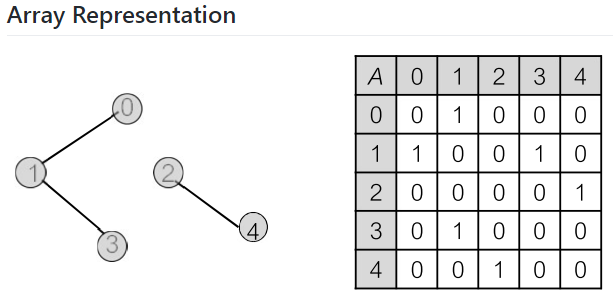 Array Representation
0
1
2
3
4
A 0 1 2 3 4
0 0 1 0 0 0
1 1 0 0 1 0
2 0 0 0 0 1
3 0 1 0 0 0
4 0 0 1 0 0